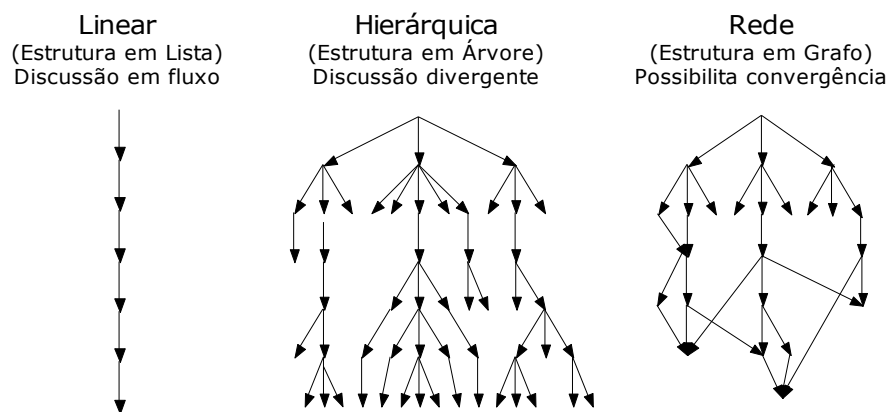 Linear
(Estrutura em Lista)
Discussão em fluxo
Hierárquica
(Estrutura em Árvore)
Discussão divergente
Rede
(Estrutura em Grafo)
Possibilita convergência